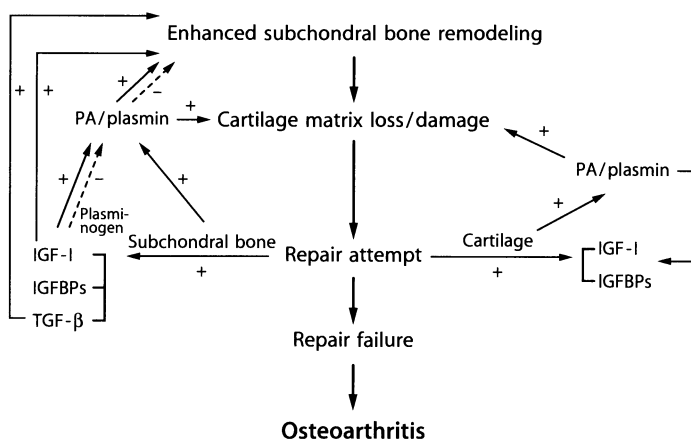 Enhanced subchondral bone remodeling
+ +
+ −
PA/plasmin + Cartilage matrix loss/damage
+
PA/plasmin
+ − + +
Plasmi-
nogen
Subchondral bone Cartilage
IGF-I + Repair attempt + IGF-I
IGFBPs IGFBPs
TGF-β
Repair failure
Osteoarthritis